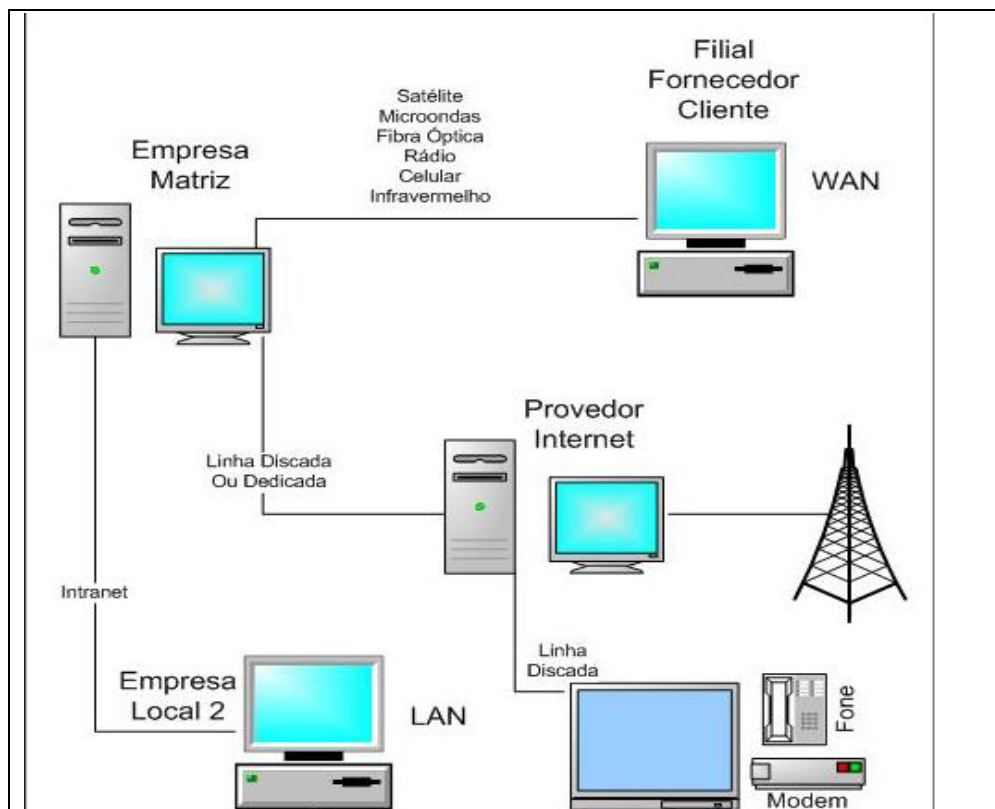 Filial
Fornecedor
Cliente
Satélite
Microondas
Fibra Óptica
Rádio
Celular
Infravermelho
Empresa
Matriz
WAN
Provedor
Internet
Linha Discada
Ou Dedicada
Intranet
Linha
Discada
Empresa
Local 2
LAN
Fone
Modem